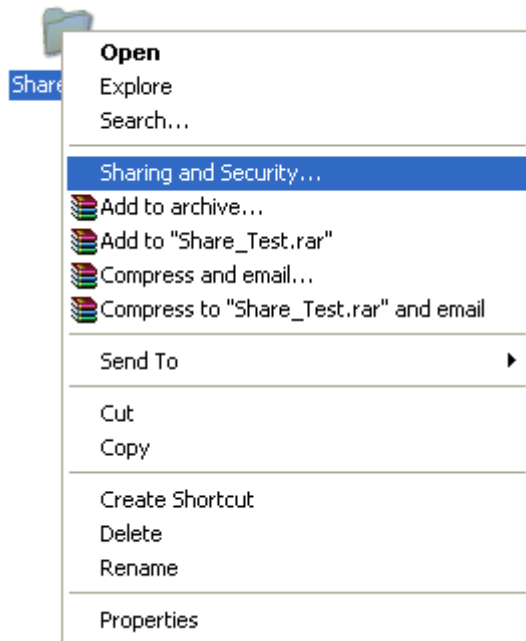 Share
Open
Explore
Search...
Sharing and Security...
Add to archive...
Add to "Share_Test.rar"
Compress and email...
Compress to "Share_Test.rar" and email
Send To
Cut
Copy
Create Shortcut
Delete
Rename
Properties